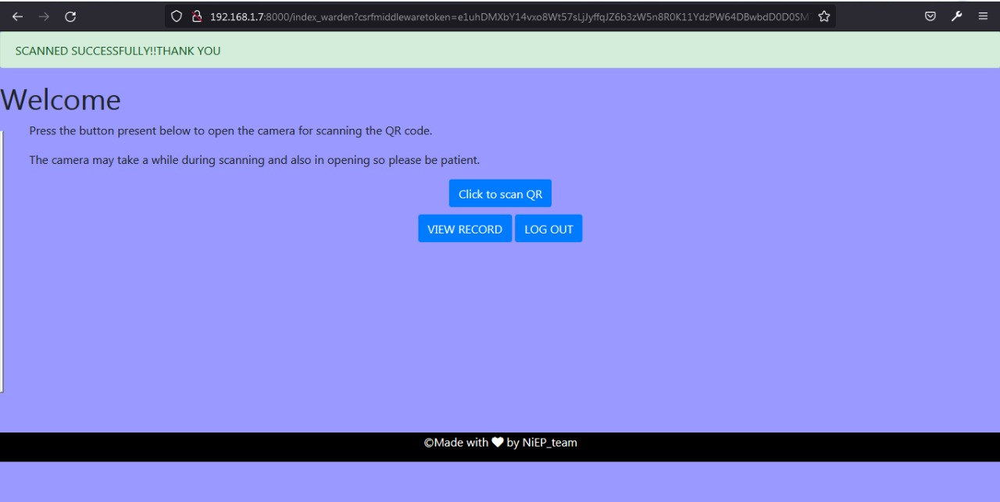 192.168.1.7:8000/index_warden?csrfmiddlewaretoken=e1uhDMXbY14vxo8Wt57sLjJyffqJZ6b3zW5n8R0K11YdzPW64DBwbdD0D0SM
SCANNED SUCCESSFULLY!!THANK YOU
Welcome
Press the button present below to open the camera for scanning the QR code.
The camera may take a while during scanning and also in opening so please be patient.
Click to scan QR
VIEW RECORD LOG OUT
©Made with ❤ by NiEP_team